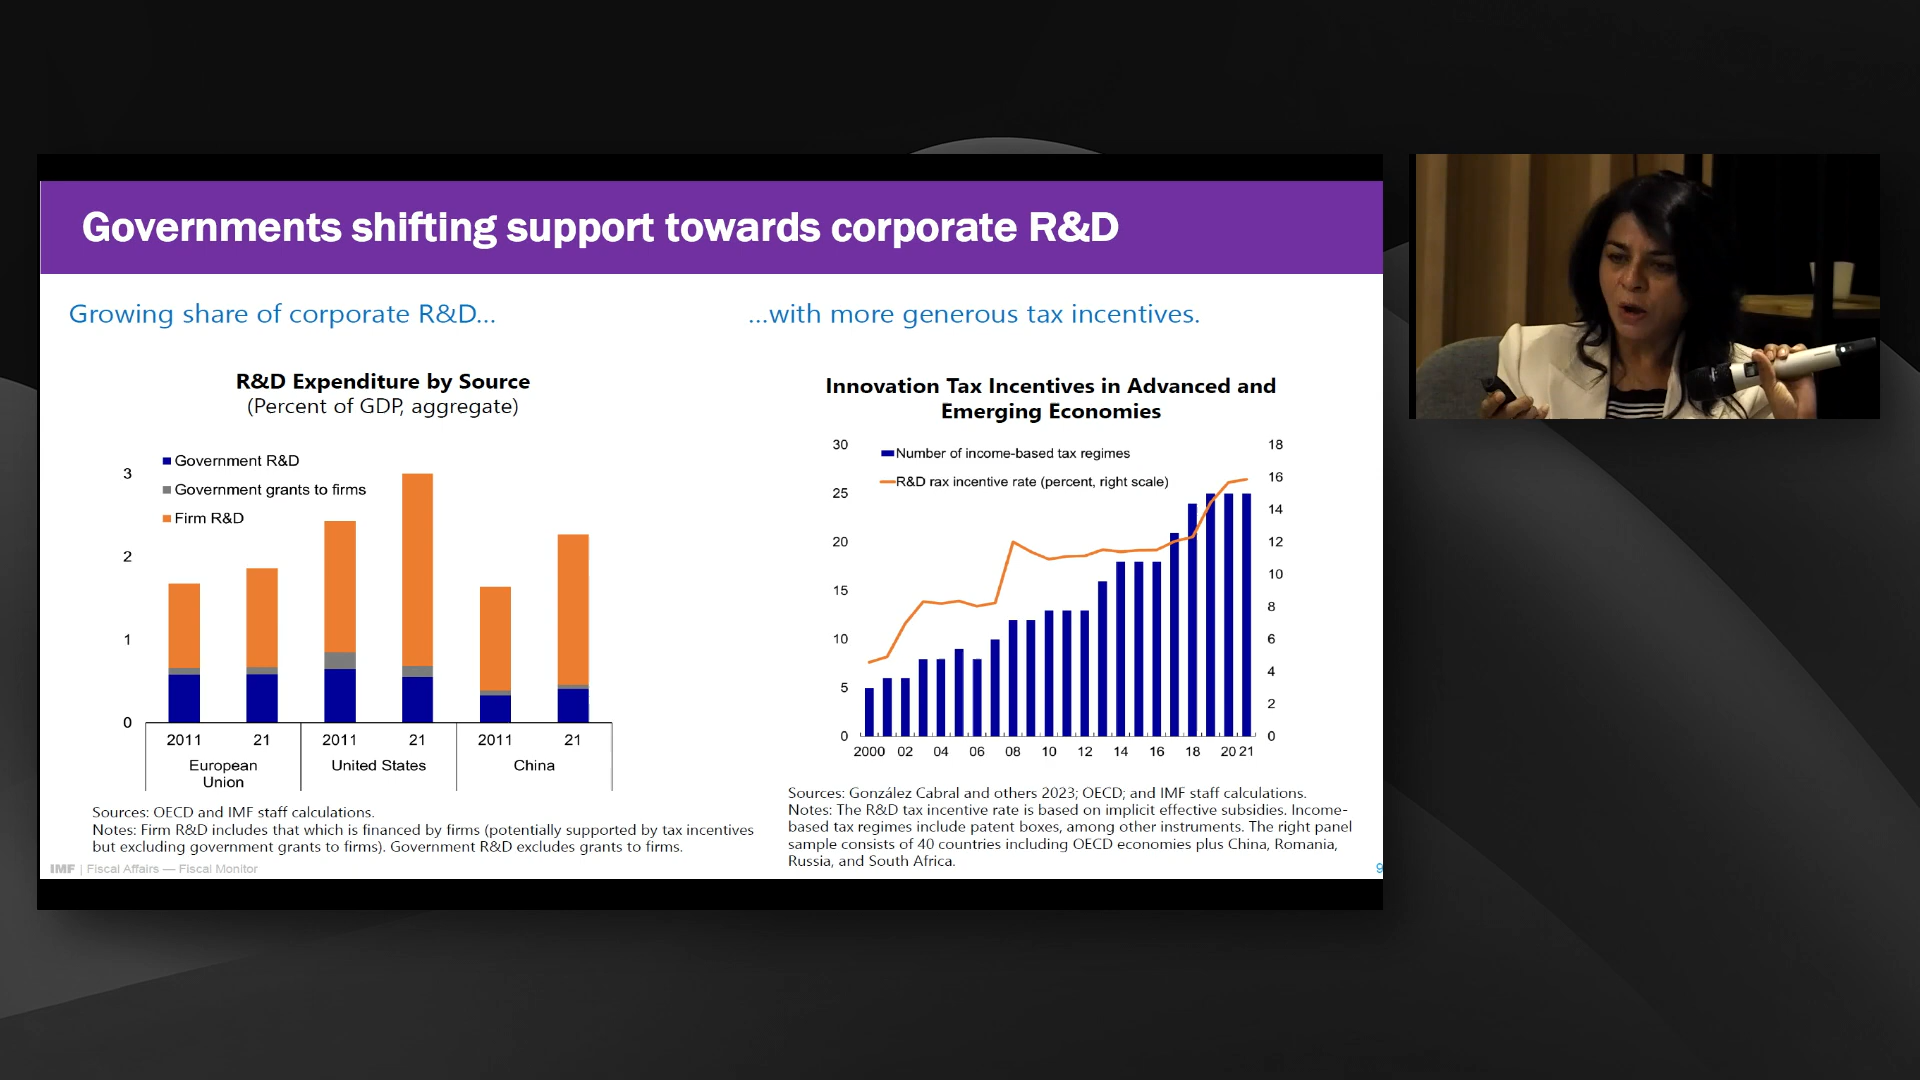 Governments shifting support towards corporate R&D
Growing share of corporate R&D...
...with more generous tax incentives.
R&D Expenditure by Source
(Percent of GDP, aggregate)
Government R&D
Government grants to firms
Firm R&D
3
2
1
0
2011 21 2011 21 2011 21
European
Union
United States
China
Sources: OECD and IMF staff calculations.
Notes: Firm R&D includes that which is financed by firms (potentially supported by tax incentives
but excluding government grants to firms). Government R&D excludes grants to firms.
IMF | Fiscal Affairs — Fiscal Monitor
Innovation Tax Incentives in Advanced and
Emerging Economies
Number of income-based tax regimes
R&D rax incentive rate (percent, right scale)
30
25
20
15
10
5
0
18
16
14
12
10
8
6
4
2
0
2000 02 04 06 08 10 12 14 16 18 20 21
Sources: González Cabral and others 2023; OECD; and IMF staff calculations.
Notes: The R&D tax incentive rate is based on implicit effective subsidies. Income-
based tax regimes include patent boxes, among other instruments. The right panel
sample consists of 40 countries including OECD economies plus China, Romania,
Russia, and South Africa.
9